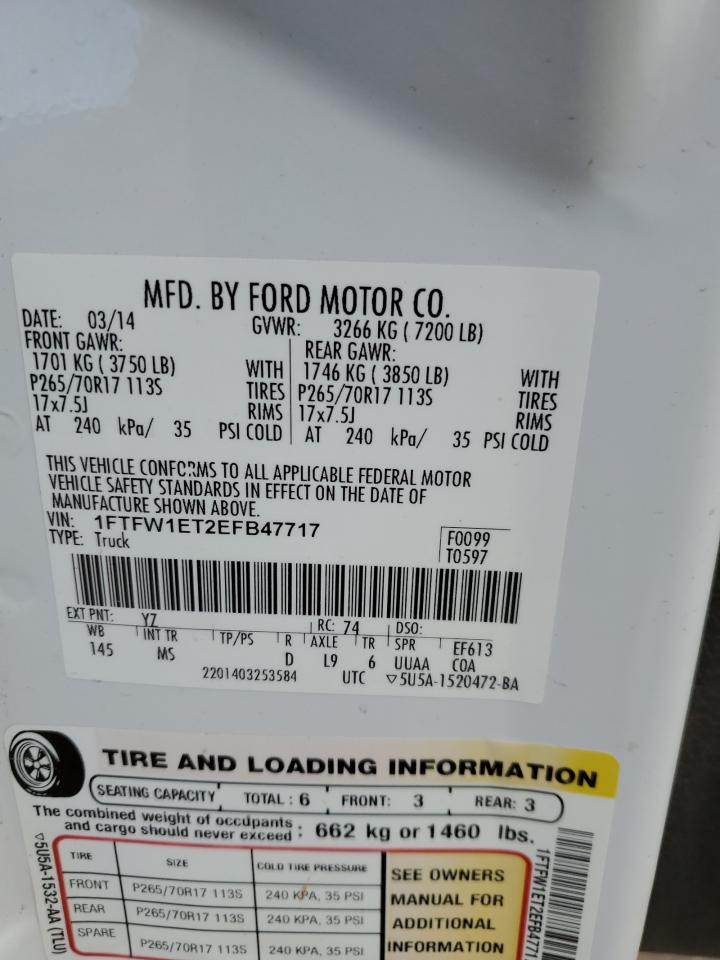 MFD. BY FORD MOTOR CO.
DATE: 03/14 GVWR: 3266 KG ( 7200 LB)
FRONT GAWR: REAR GAWR:
1701 KG ( 3750 LB) WITH 1746 KG ( 3850 LB) WITH
P265/70R17 113S TIRES P265/70R17 113S TIRES
17x7.5J RIMS 17x7.5J RIMS
AT 240 kPa/ 35 PSI COLD AT 240 kPa/ 35 PSI COLD
THIS VEHICLE CONFORMS TO ALL APPLICABLE FEDERAL MOTOR
VEHICLE SAFETY STANDARDS IN EFFECT ON THE DATE OF
MANUFACTURE SHOWN ABOVE.
VIN: 1FTFW1ET2EFB47717
TYPE: Truck
F0099
T0597
EXT PNT: YZ RC: 74 DSO:
WB INT TR TP/PS R AXLE TR SPR EF613
145 MS D L9 6 UUAA COA
2201403253584 UTC ▽5U5A-1520472-BA
TIRE AND LOADING INFORMATION
SEATING CAPACITY TOTAL : 6 FRONT: 3 REAR: 3
The combined weight of occupants
and cargo should never exceed : 662 kg or 1460 lbs.
TIRE SIZE COLD TIRE PRESSURE
FRONT P265/70R17 113S 240 KPA, 35 PSI
REAR P265/70R17 113S 240 KPA, 35 PSI
SPARE P265/70R17 113S 240 KPA, 35 PSI
SEE OWNERS
MANUAL FOR
ADDITIONAL
INFORMATION
▽5U5A-1532-AA (TLU)
1FTFW1ET2EFB4771